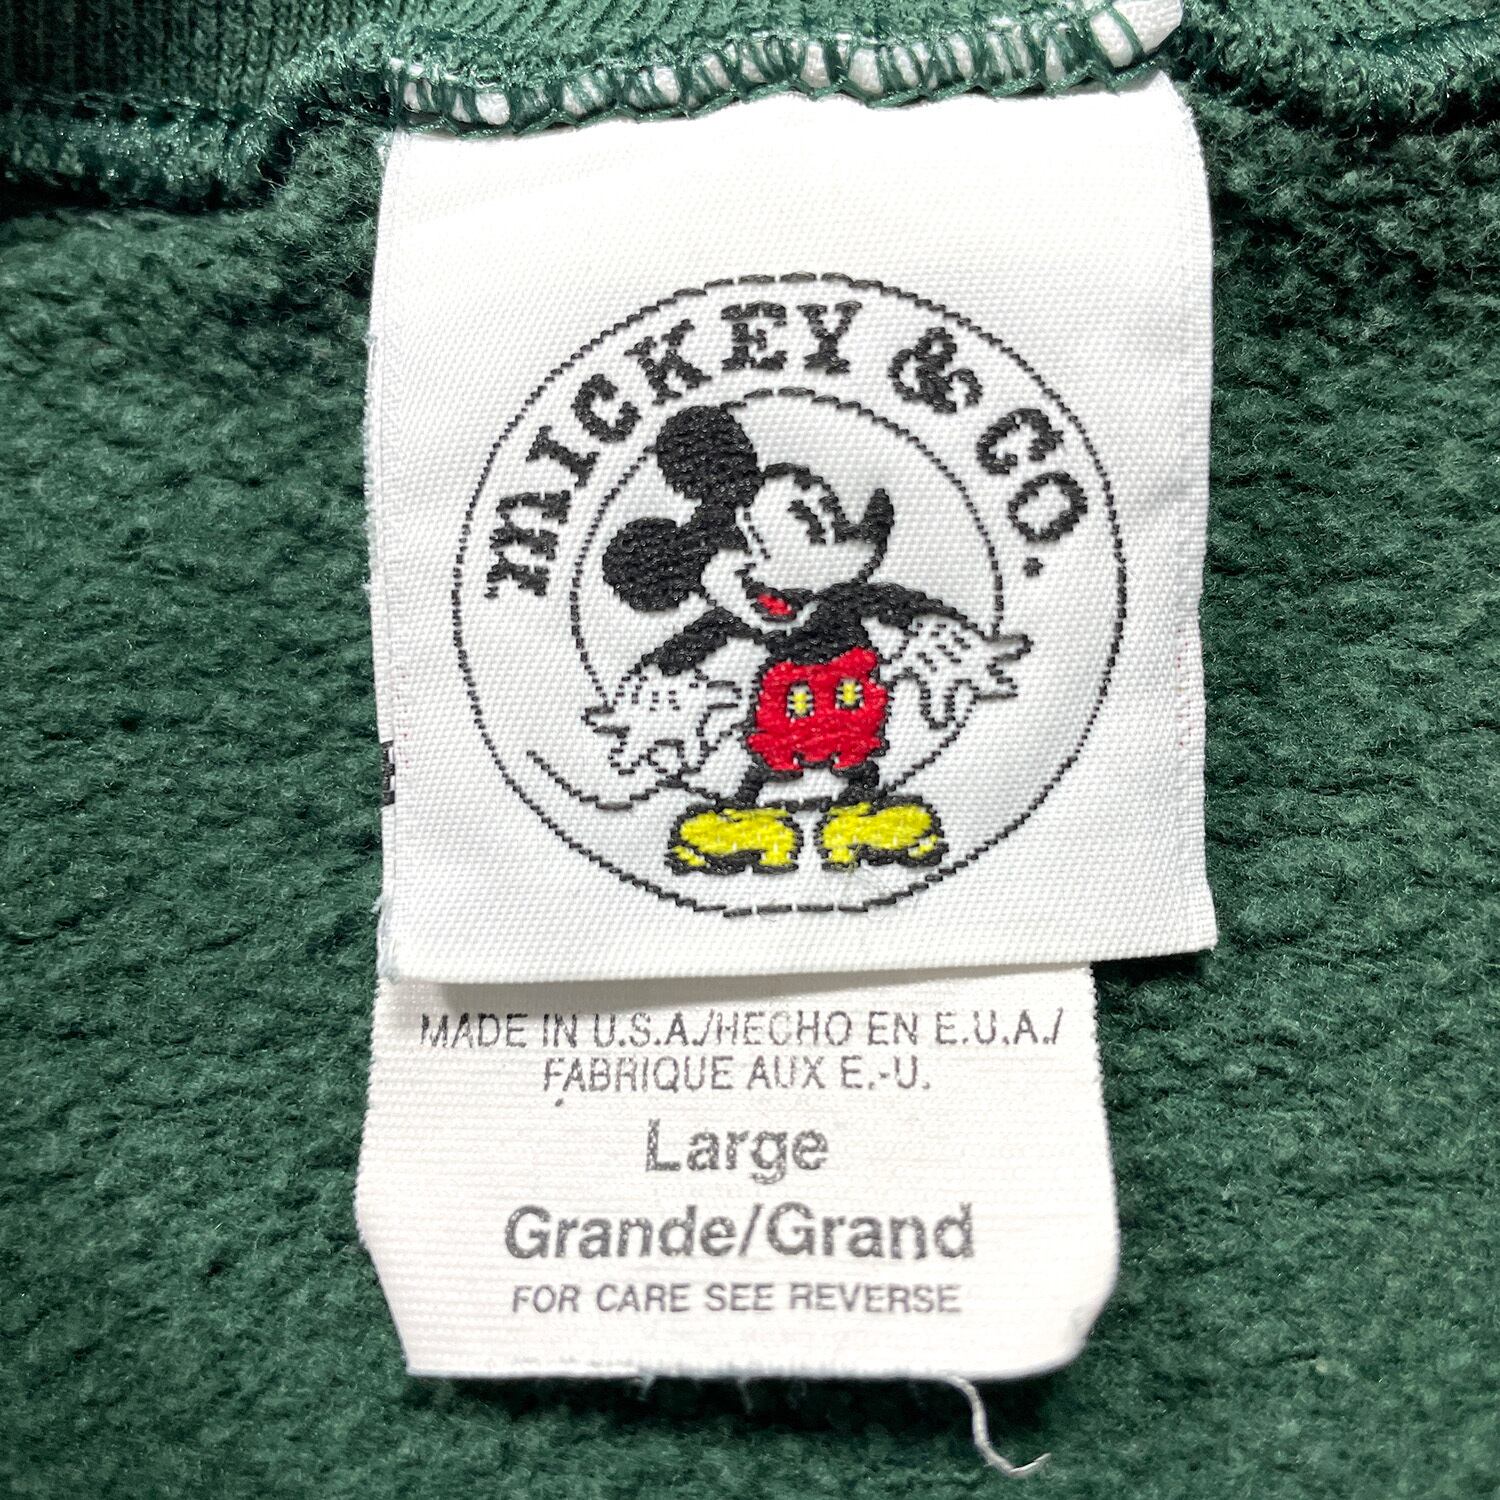 MICKEY & CO.
MADE IN U.S.A./HECHO EN E.U.A./
FABRIQUE AUX E.-U.
Large
Grande/Grand
FOR CARE SEE REVERSE